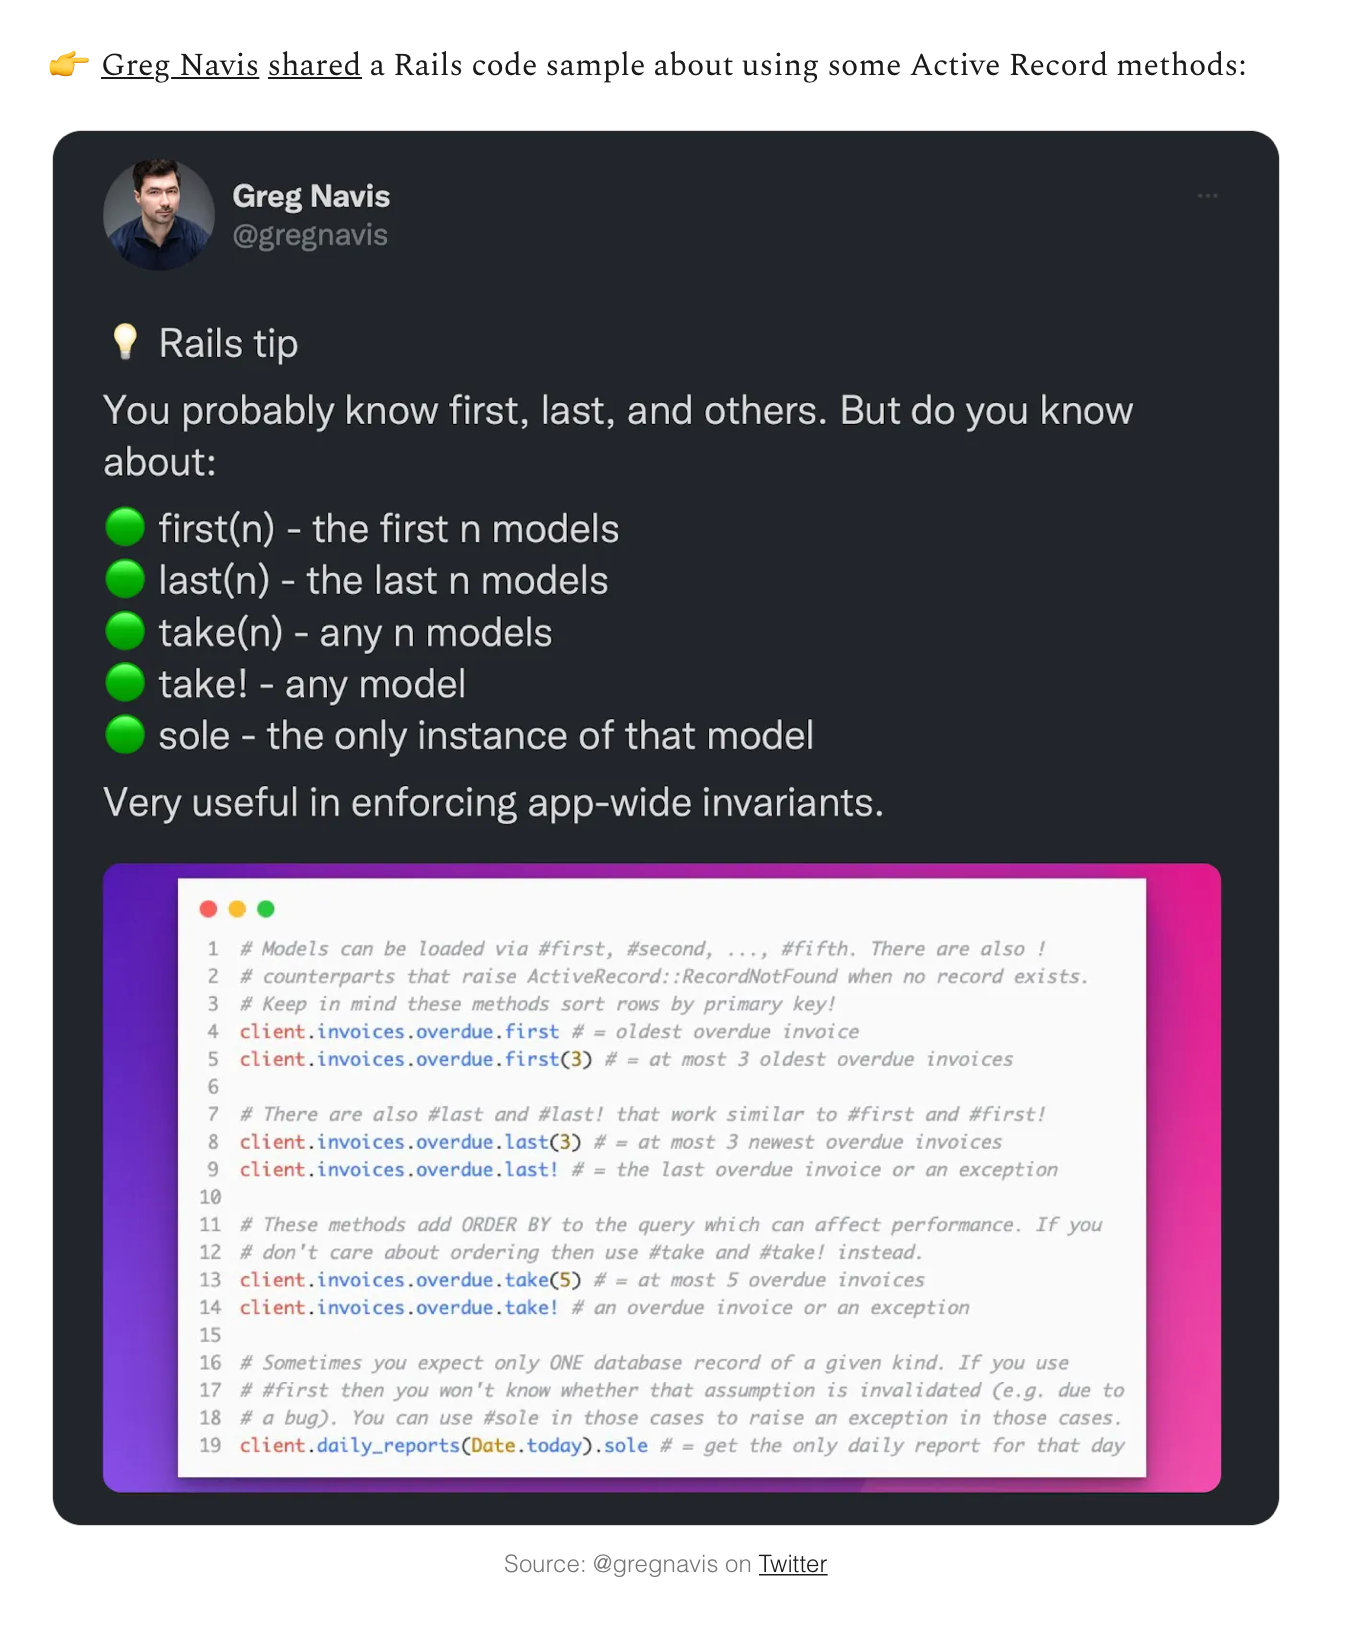 👉 Greg Navis shared a Rails code sample about using some Active Record methods:
Greg Navis
@gregnavis
...
💡 Rails tip
You probably know first, last, and others. But do you know
about:
🟢 first(n) - the first n models
🟢 last(n) - the last n models
🟢 take(n) - any n models
🟢 take! - any model
🟢 sole - the only instance of that model
Very useful in enforcing app-wide invariants.
1 # Models can be loaded via #first, #second, ..., #fifth. There are also !
2 # counterparts that raise ActiveRecord::RecordNotFound when no record exists.
3 # Keep in mind these methods sort rows by primary key!
4 client.invoices.overdue.first # = oldest overdue invoice
5 client.invoices.overdue.first(3) # = at most 3 oldest overdue invoices
6
7 # There are also #last and #last! that work similar to #first and #first!
8 client.invoices.overdue.last(3) # = at most 3 newest overdue invoices
9 client.invoices.overdue.last! # = the last overdue invoice or an exception
10
11 # These methods add ORDER BY to the query which can affect performance. If you
12 # don't care about ordering then use #take and #take! instead.
13 client.invoices.overdue.take(5) # = at most 5 overdue invoices
14 client.invoices.overdue.take! # an overdue invoice or an exception
15
16 # Sometimes you expect only ONE database record of a given kind. If you use
17 # #first then you won't know whether that assumption is invalidated (e.g. due to
18 # a bug). You can use #sole in those cases to raise an exception in those cases.
19 client.daily_reports(Date.today).sole # = get the only daily report for that day
Source: @gregnavis on Twitter